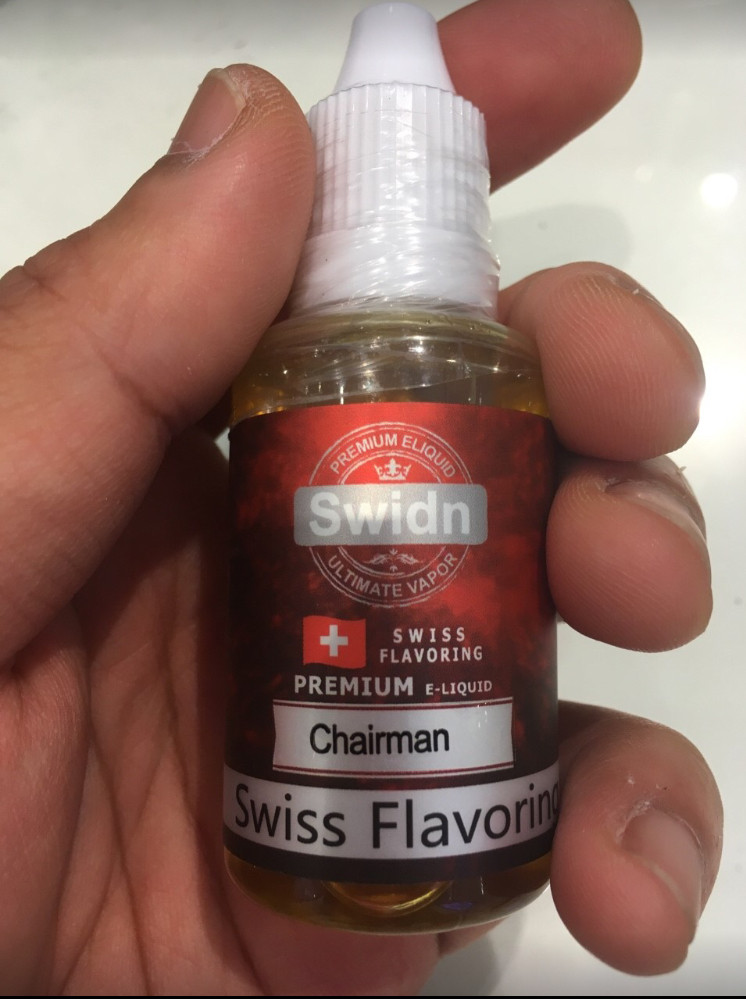 PREMIUM ELIQUID
Swidn
ULTIMATE VAPOR
SWISS
FLAVORING
PREMIUM E-LIQUID
Chairman
Swiss Flavoring